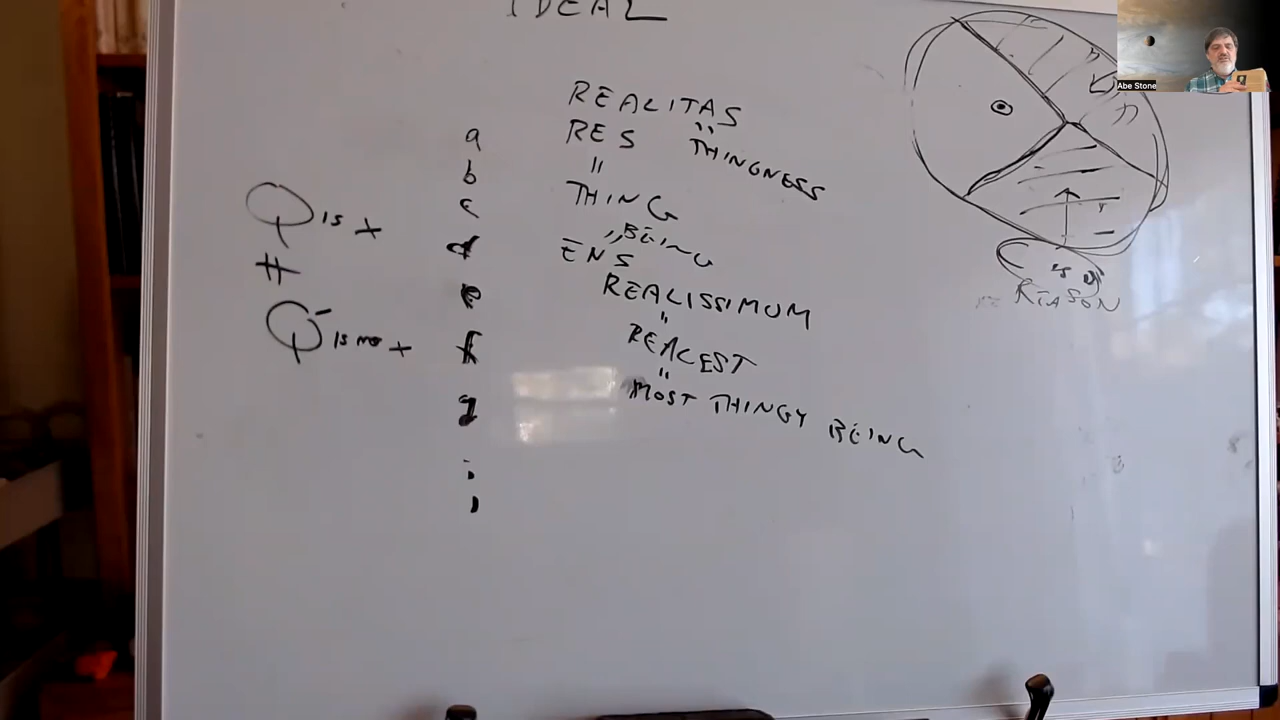 IDEAL
REALITAS
a RES " THINGNESS
b "
c THING
Q is + d " BEING
ENS
e REALISSIMUM
"
Q' is not + f REALEST
"
g MOST THINGY BEING
i
j
REASON
Abe Stone